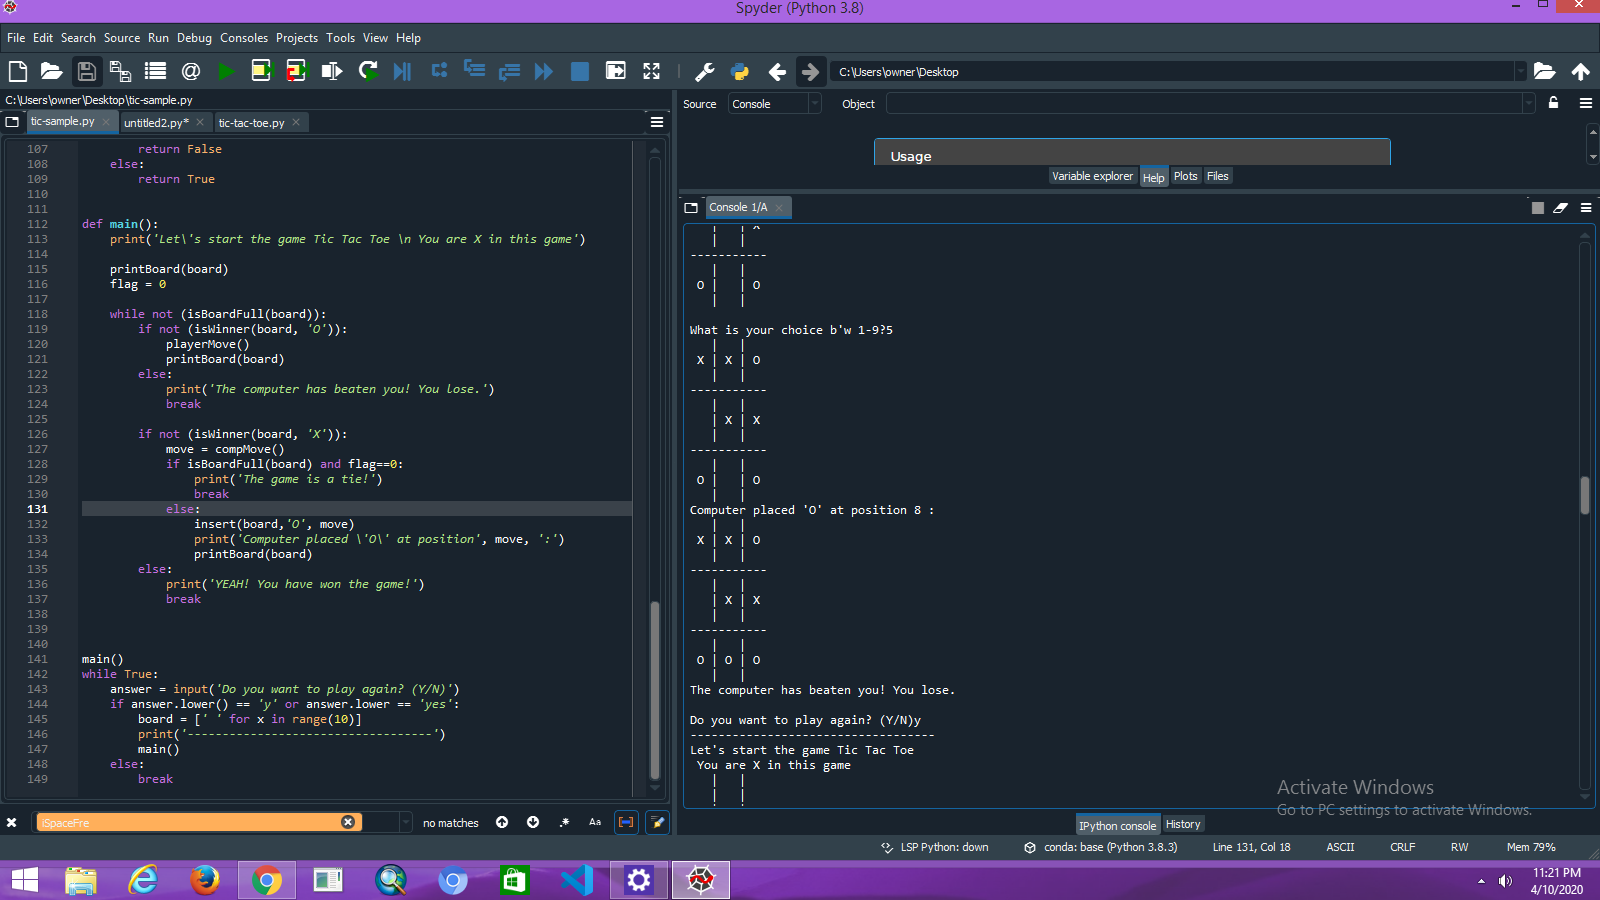 Spyder (Python 3.8)
File Edit Search Source Run Debug Consoles Projects Tools View Help
C:\Users\owner\Desktop
C:\Users\owner\Desktop\tic-sample.py
tic-sample.py untitled2.py* tic-tac-toe.py
107 return False
108 else:
109 return True
110
111
112 def main():
113 print('Let\'s start the game Tic Tac Toe \n You are X in this game')
114
115 printBoard(board)
116 flag = 0
117
118 while not (isBoardFull(board)):
119 if not (isWinner(board, 'O')):
120 playerMove()
121 printBoard(board)
122 else:
123 print('The computer has beaten you! You lose.')
124 break
125
126 if not (isWinner(board, 'X')):
127 move = compMove()
128 if isBoardFull(board) and flag==0:
129 print('The game is a tie!')
130 break
131 else:
132 insert(board,'O', move)
133 print('Computer placed \'O\' at position', move, ':')
134 printBoard(board)
135 else:
136 print('YEAH! You have won the game!')
137 break
138
139
140
141 main()
142 while True:
143 answer = input('Do you want to play again? (Y/N)')
144 if answer.lower() == 'y' or answer.lower == 'yes':
145 board = [' ' for x in range(10)]
146 print('-----------------------------------')
147 main()
148 else:
149 break
iSpaceFre no matches Aa
Source Console Object
Usage
Variable explorer Help Plots Files
Console 1/A
| | X
| |
-----------
| |
O | | O
| |
What is your choice b'w 1-9?5
| |
X | X | O
| |
-----------
| |
| X | X
| |
-----------
| |
O | | O
| |
Computer placed 'O' at position 8 :
| |
X | X | O
| |
-----------
| |
| X | X
| |
-----------
| |
O | O | O
| |
The computer has beaten you! You lose.
Do you want to play again? (Y/N)y
-----------------------------------
Let's start the game Tic Tac Toe
You are X in this game
| |
| |
Activate Windows
Go to PC settings to activate Windows.
IPython console History
LSP Python: down conda: base (Python 3.8.3) Line 131, Col 18 ASCII CRLF RW Mem 79%
11:21 PM
4/10/2020